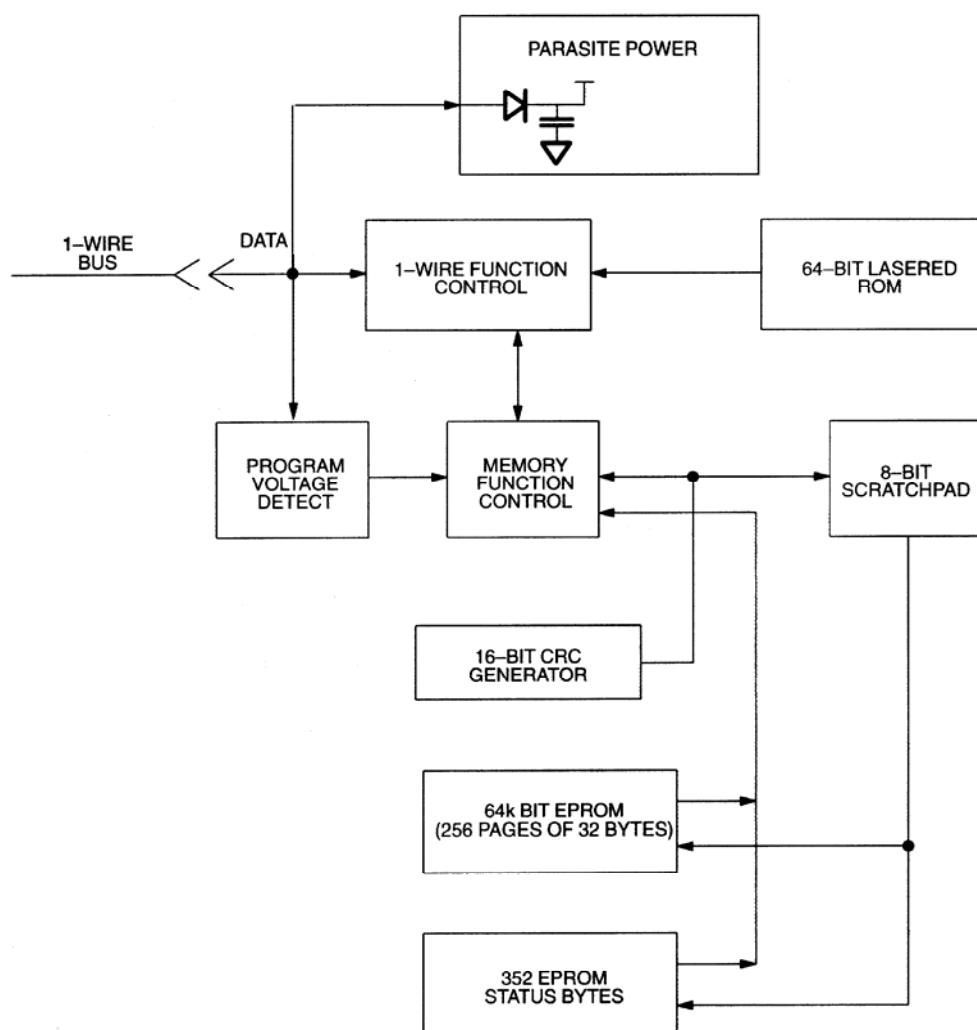 PARASITE POWER
1–WIRE
BUS
DATA
1–WIRE FUNCTION
CONTROL
64–BIT LASERED
ROM
PROGRAM
VOLTAGE
DETECT
MEMORY
FUNCTION
CONTROL
8–BIT
SCRATCHPAD
16–BIT CRC
GENERATOR
64k BIT EPROM
(256 PAGES OF 32 BYTES)
352 EPROM
STATUS BYTES